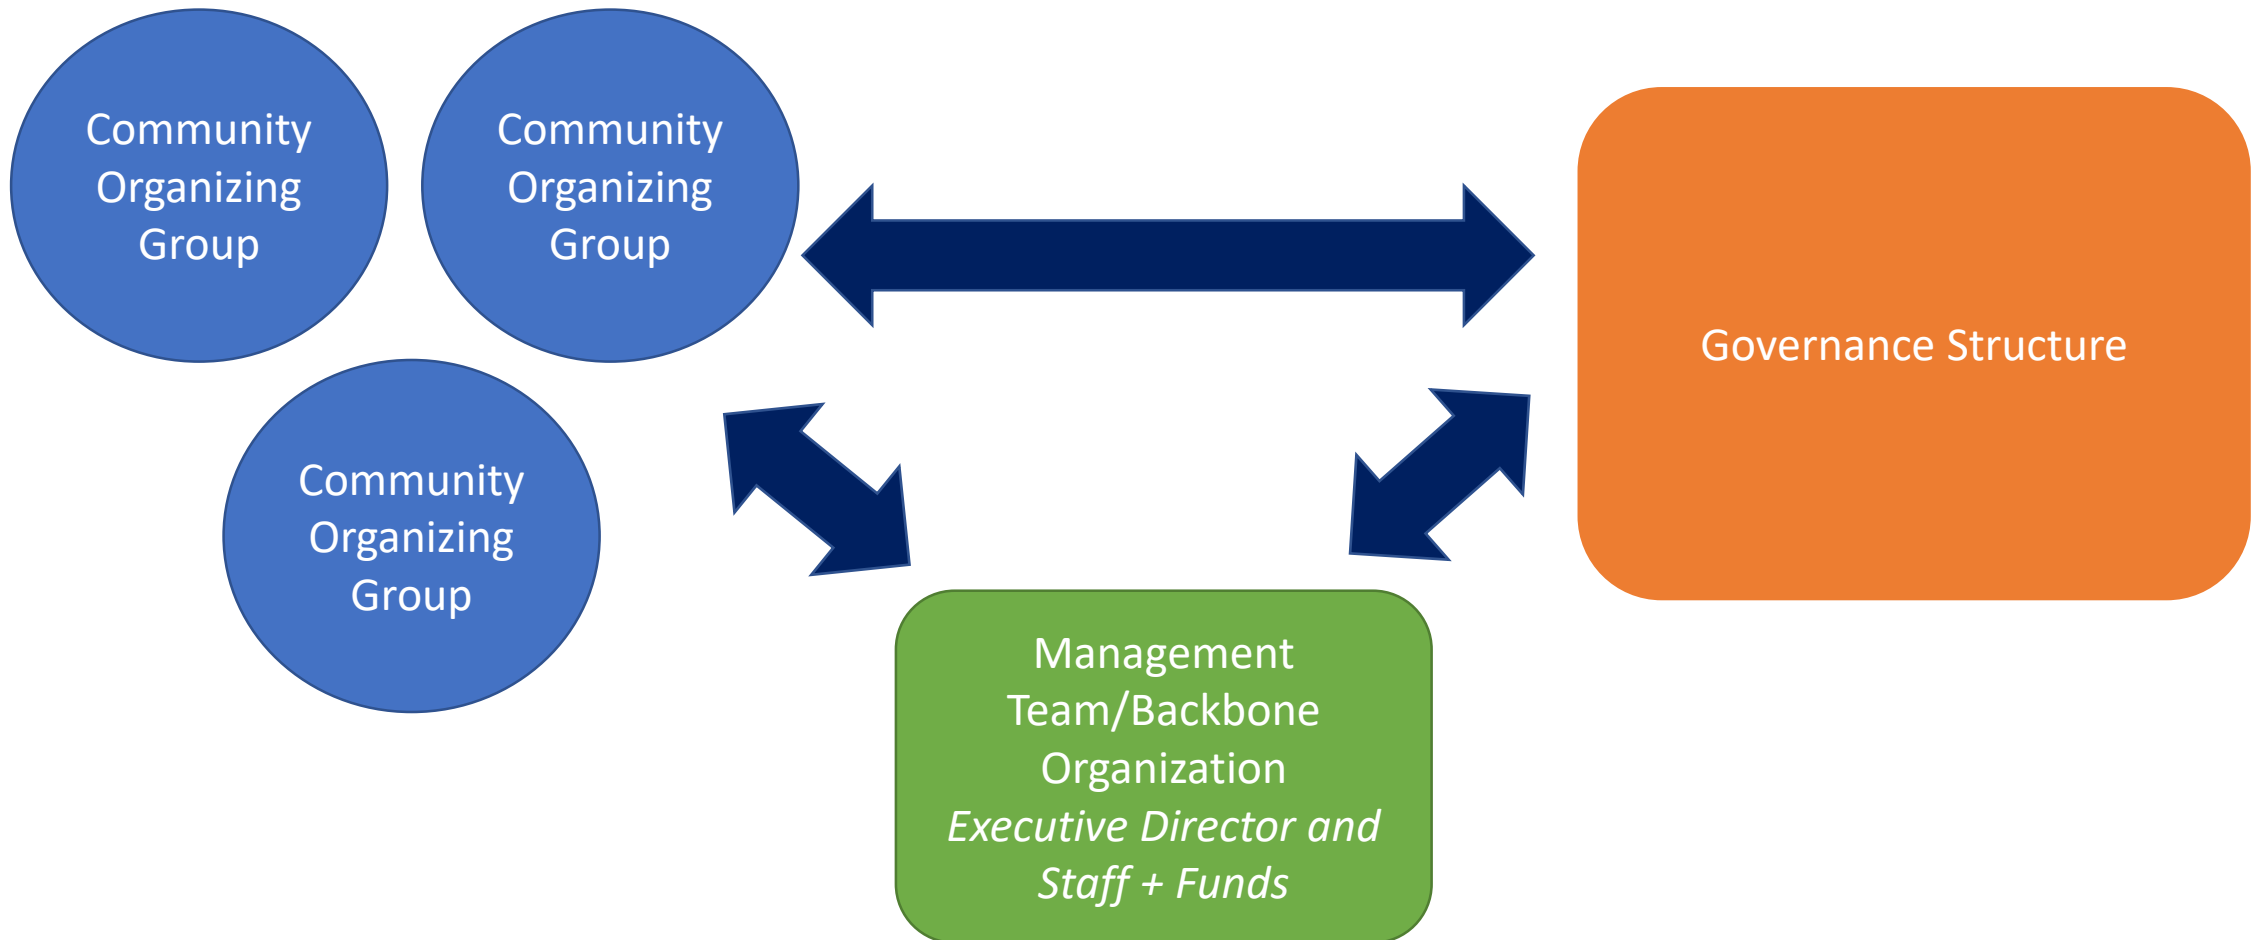 Community
Organizing
Group
Community
Organizing
Group
Community
Organizing
Group
Governance Structure
Management
Team/Backbone
Organization
Executive Director and
Staff + Funds